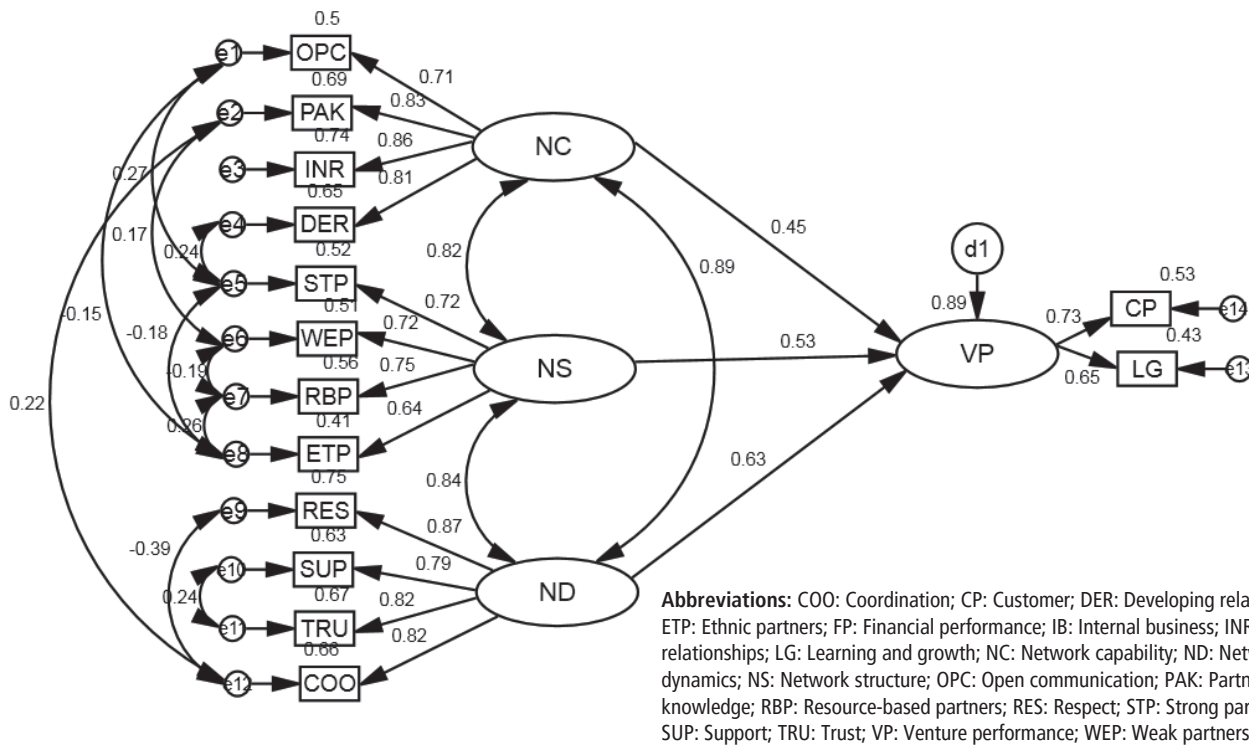 0.5
e1 OPC
0.69
0.71
e2 PAK
0.83
0.74
0.86
NC
e3 INR
0.65
0.81
0.27
e4 DER
0.17
0.52
0.24
0.82
0.89
0.45
d1
e5 STP
0.51
0.72
0.89
0.53
CP
e14
0.73
0.43
-0.15
-0.18
e6 WEP
0.72
0.56
0.75
NS
0.53
VP
0.65
LG
e13
-0.19
e7 RBP
0.41
0.64
0.22
0.26
e8 ETP
0.75
0.84
0.63
e9 RES
0.63
0.87
-0.39
e10 SUP
0.67
0.79
ND
0.24
0.82
e11 TRU
0.66
0.82
e12 COO
Abbreviations: COO: Coordination; CP: Customer; DER: Developing
ETP: Ethnic partners; FP: Financial performance; IB: Internal business;
relationships; LG: Learning and growth; NC: Network capability; ND:
dynamics; NS: Network structure; OPC: Open communication; PAK:
knowledge; RBP: Resource-based partners; RES: Respect; STP: Strong
SUP: Support; TRU: Trust; VP: Venture performance; WEP: Weak partners